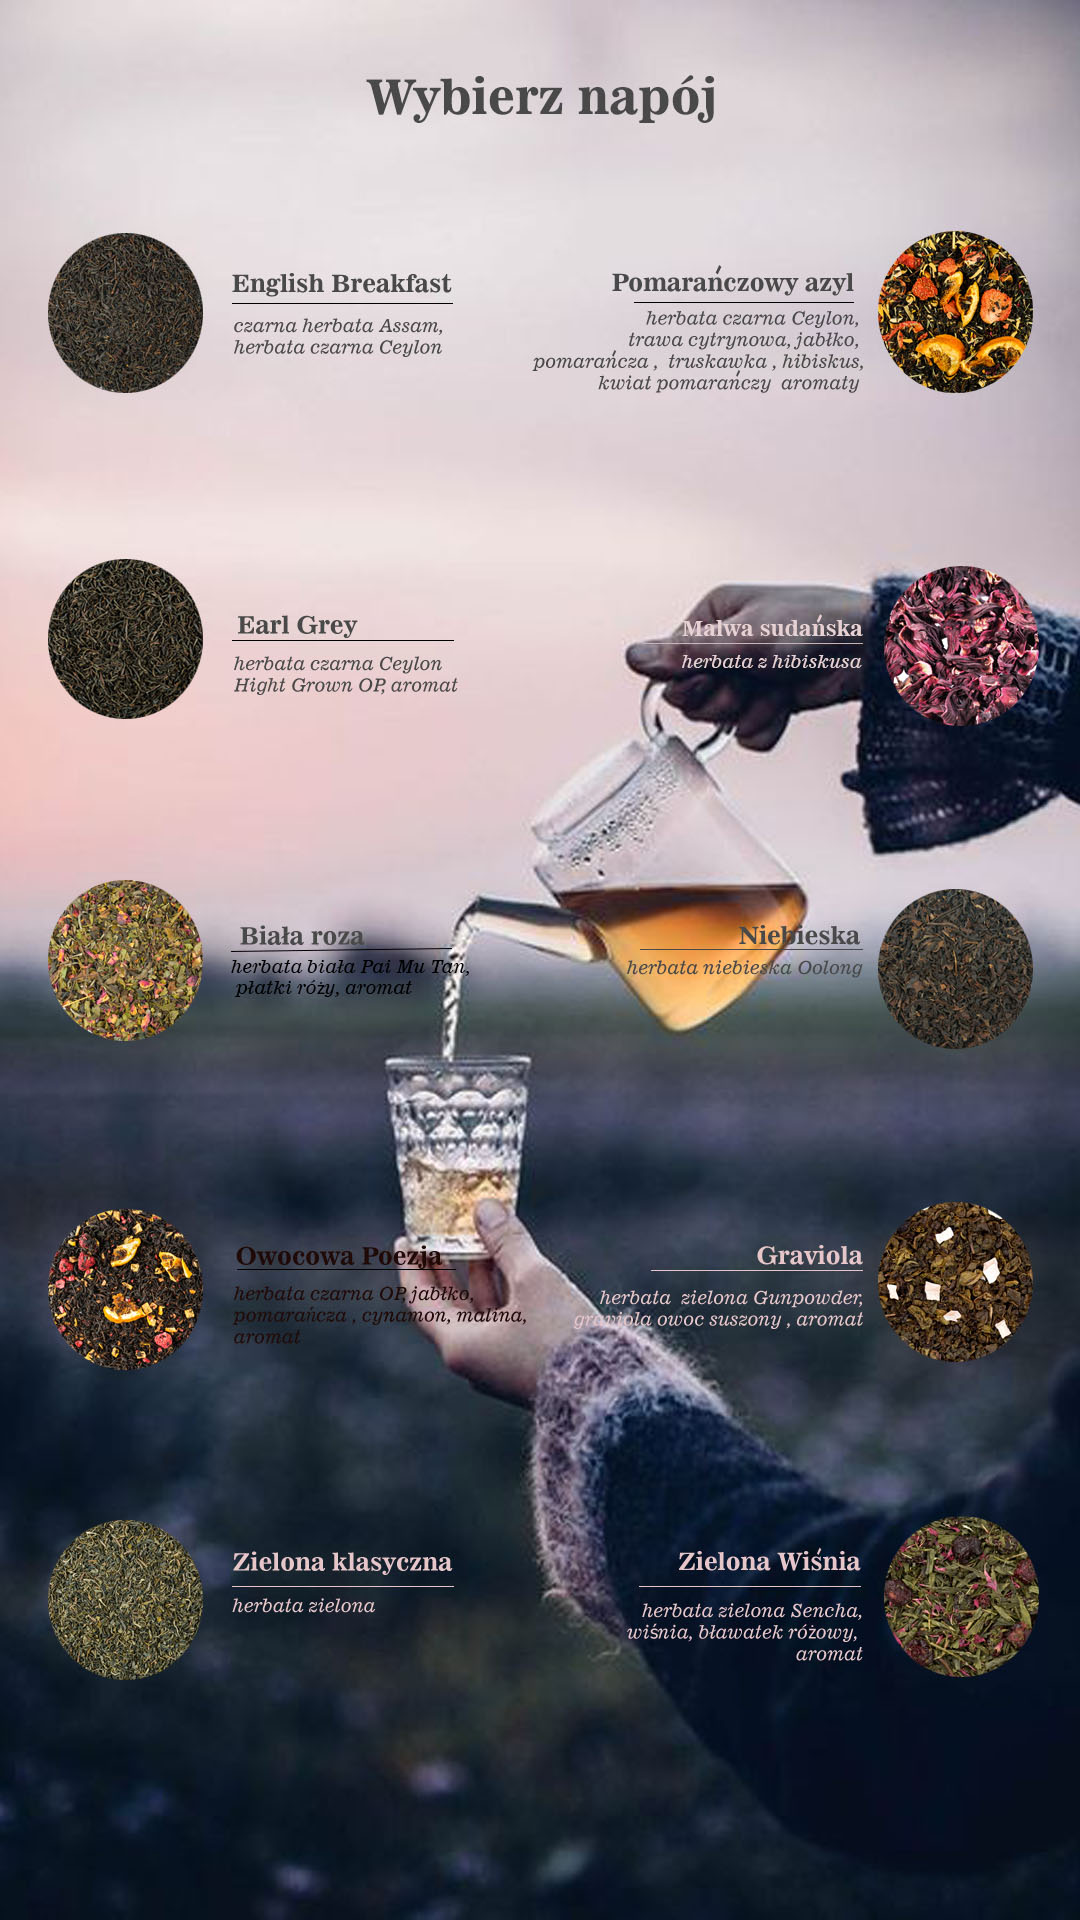 Wybierz napój
English Breakfast
czarna herbata Assam,
herbata czarna Ceylon
Pomarańczowy azyl
herbata czarna Ceylon,
trawa cytrynowa, jabłko,
pomarańcza , truskawka , hibiskus,
kwiat pomarańczy aromaty
Earl Grey
herbata czarna Ceylon
Hight Grown OP, aromat
Malwa sudańska
herbata z hibiskusa
Biała roza
herbata biała Pai Mu Tan,
płatki róży, aromat
Niebieska
herbata niebieska Oolong
Owocowa Poezja
herbata czarna OP, jabłko,
pomarańcza , cynamon, malina,
aromat
Graviola
herbata zielona Gunpowder,
graviola owoc suszony , aromat
Zielona klasyczna
herbata zielona
Zielona Wiśnia
herbata zielona Sencha,
wiśnia, bławatek różowy,
aromat